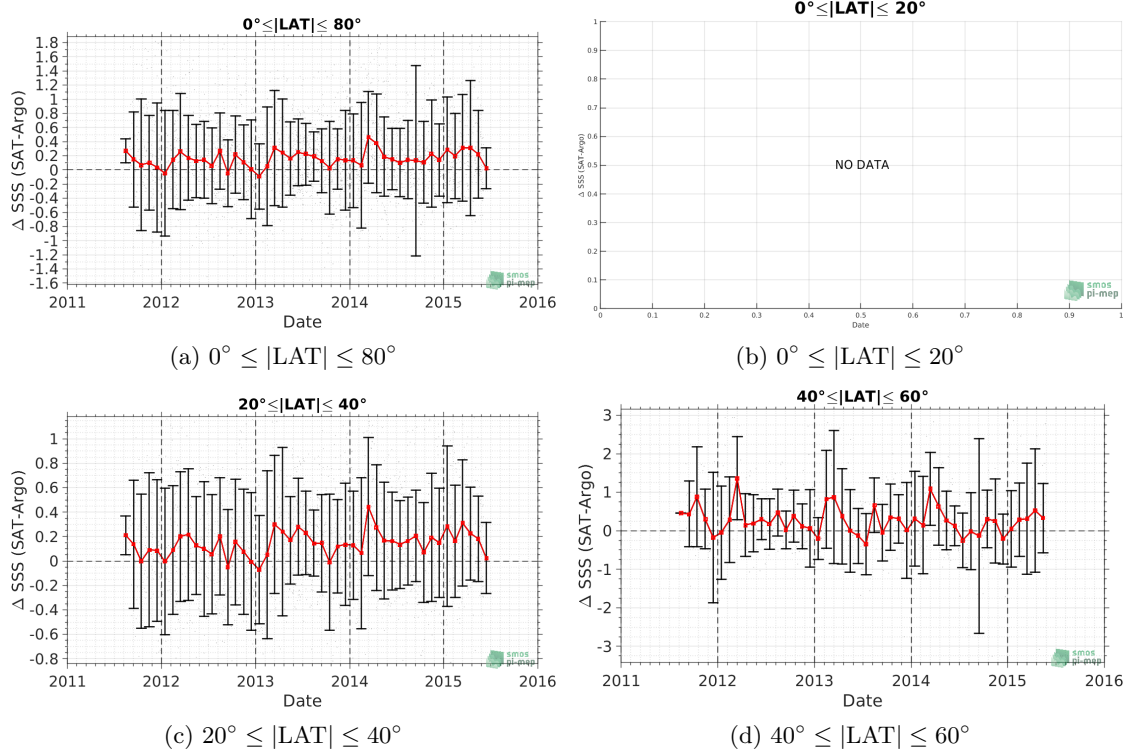 0°≤|LAT|≤ 80°
Δ SSS (SAT-Argo)
1.8
1.6
1.4
1.2
1
0.8
0.6
0.4
0.2
0
-0.2
-0.4
-0.6
-0.8
-1
-1.2
-1.4
-1.6
2011 2012 2013 2014 2015 2016
Date
smos
pi-mep
(a) 0° ≤ |LAT| ≤ 80°
0°≤|LAT|≤ 20°
Δ SSS (SAT-Argo)
1
0.9
0.8
0.7
0.6
0.5
0.4
0.3
0.2
0.1
0
NO DATA
0 0.1 0.2 0.3 0.4 0.5 0.6 0.7 0.8 0.9 1
Date
smos
pi-mep
(b) 0° ≤ |LAT| ≤ 20°
20°≤|LAT|≤ 40°
Δ SSS (SAT-Argo)
1
0.8
0.6
0.4
0.2
0
-0.2
-0.4
-0.6
-0.8
2011 2012 2013 2014 2015 2016
Date
smos
pi-mep
(c) 20° ≤ |LAT| ≤ 40°
40°≤|LAT|≤ 60°
Δ SSS (SAT-Argo)
3
2
1
0
-1
-2
-3
2011 2012 2013 2014 2015 2016
Date
smos
pi-mep
(d) 40° ≤ |LAT| ≤ 60°